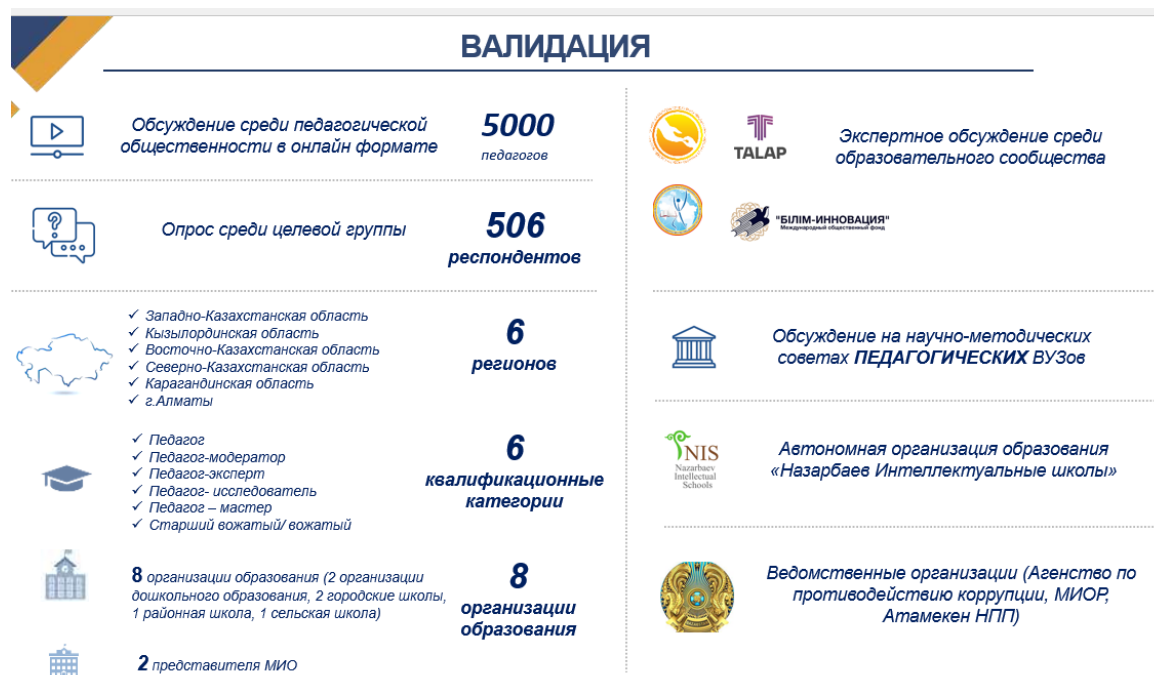 ВАЛИДАЦИЯ
Обсуждение среди педагогической
общественности в онлайн формате
5000
педагогов
Опрос среди целевой группы
506
респондентов
✓ Западно-Казахстанская область
✓ Кызылординская область
✓ Восточно-Казахстанская область
✓ Северно-Казахстанская область
✓ Карагандинская область
✓ г.Алматы
6
регионов
✓ Педагог
✓ Педагог-модератор
✓ Педагог-эксперт
✓ Педагог- исследователь
✓ Педагог – мастер
✓ Старший вожатый/ вожатый
6
квалификационные
категории
8 организации образования (2 организации
дошкольного образования, 2 городские школы,
1 районная школа, 1 сельская школа)
8
организации
образования
2 представителя МИО
TALAP
"БІЛІМ-ИННОВАЦИЯ"
Международный общественный фонд
Экспертное обсуждение среди
образовательного сообщества
Обсуждение на научно-методических
советах ПЕДАГОГИЧЕСКИХ ВУЗов
NIS
Nazarbaev
Intellectual
Schools
Автономная организация образования
«Назарбаев Интеллектуальные школы»
Ведомственные организации (Агенство по
противодействию коррупции, МИОР,
Атамекен НПП)